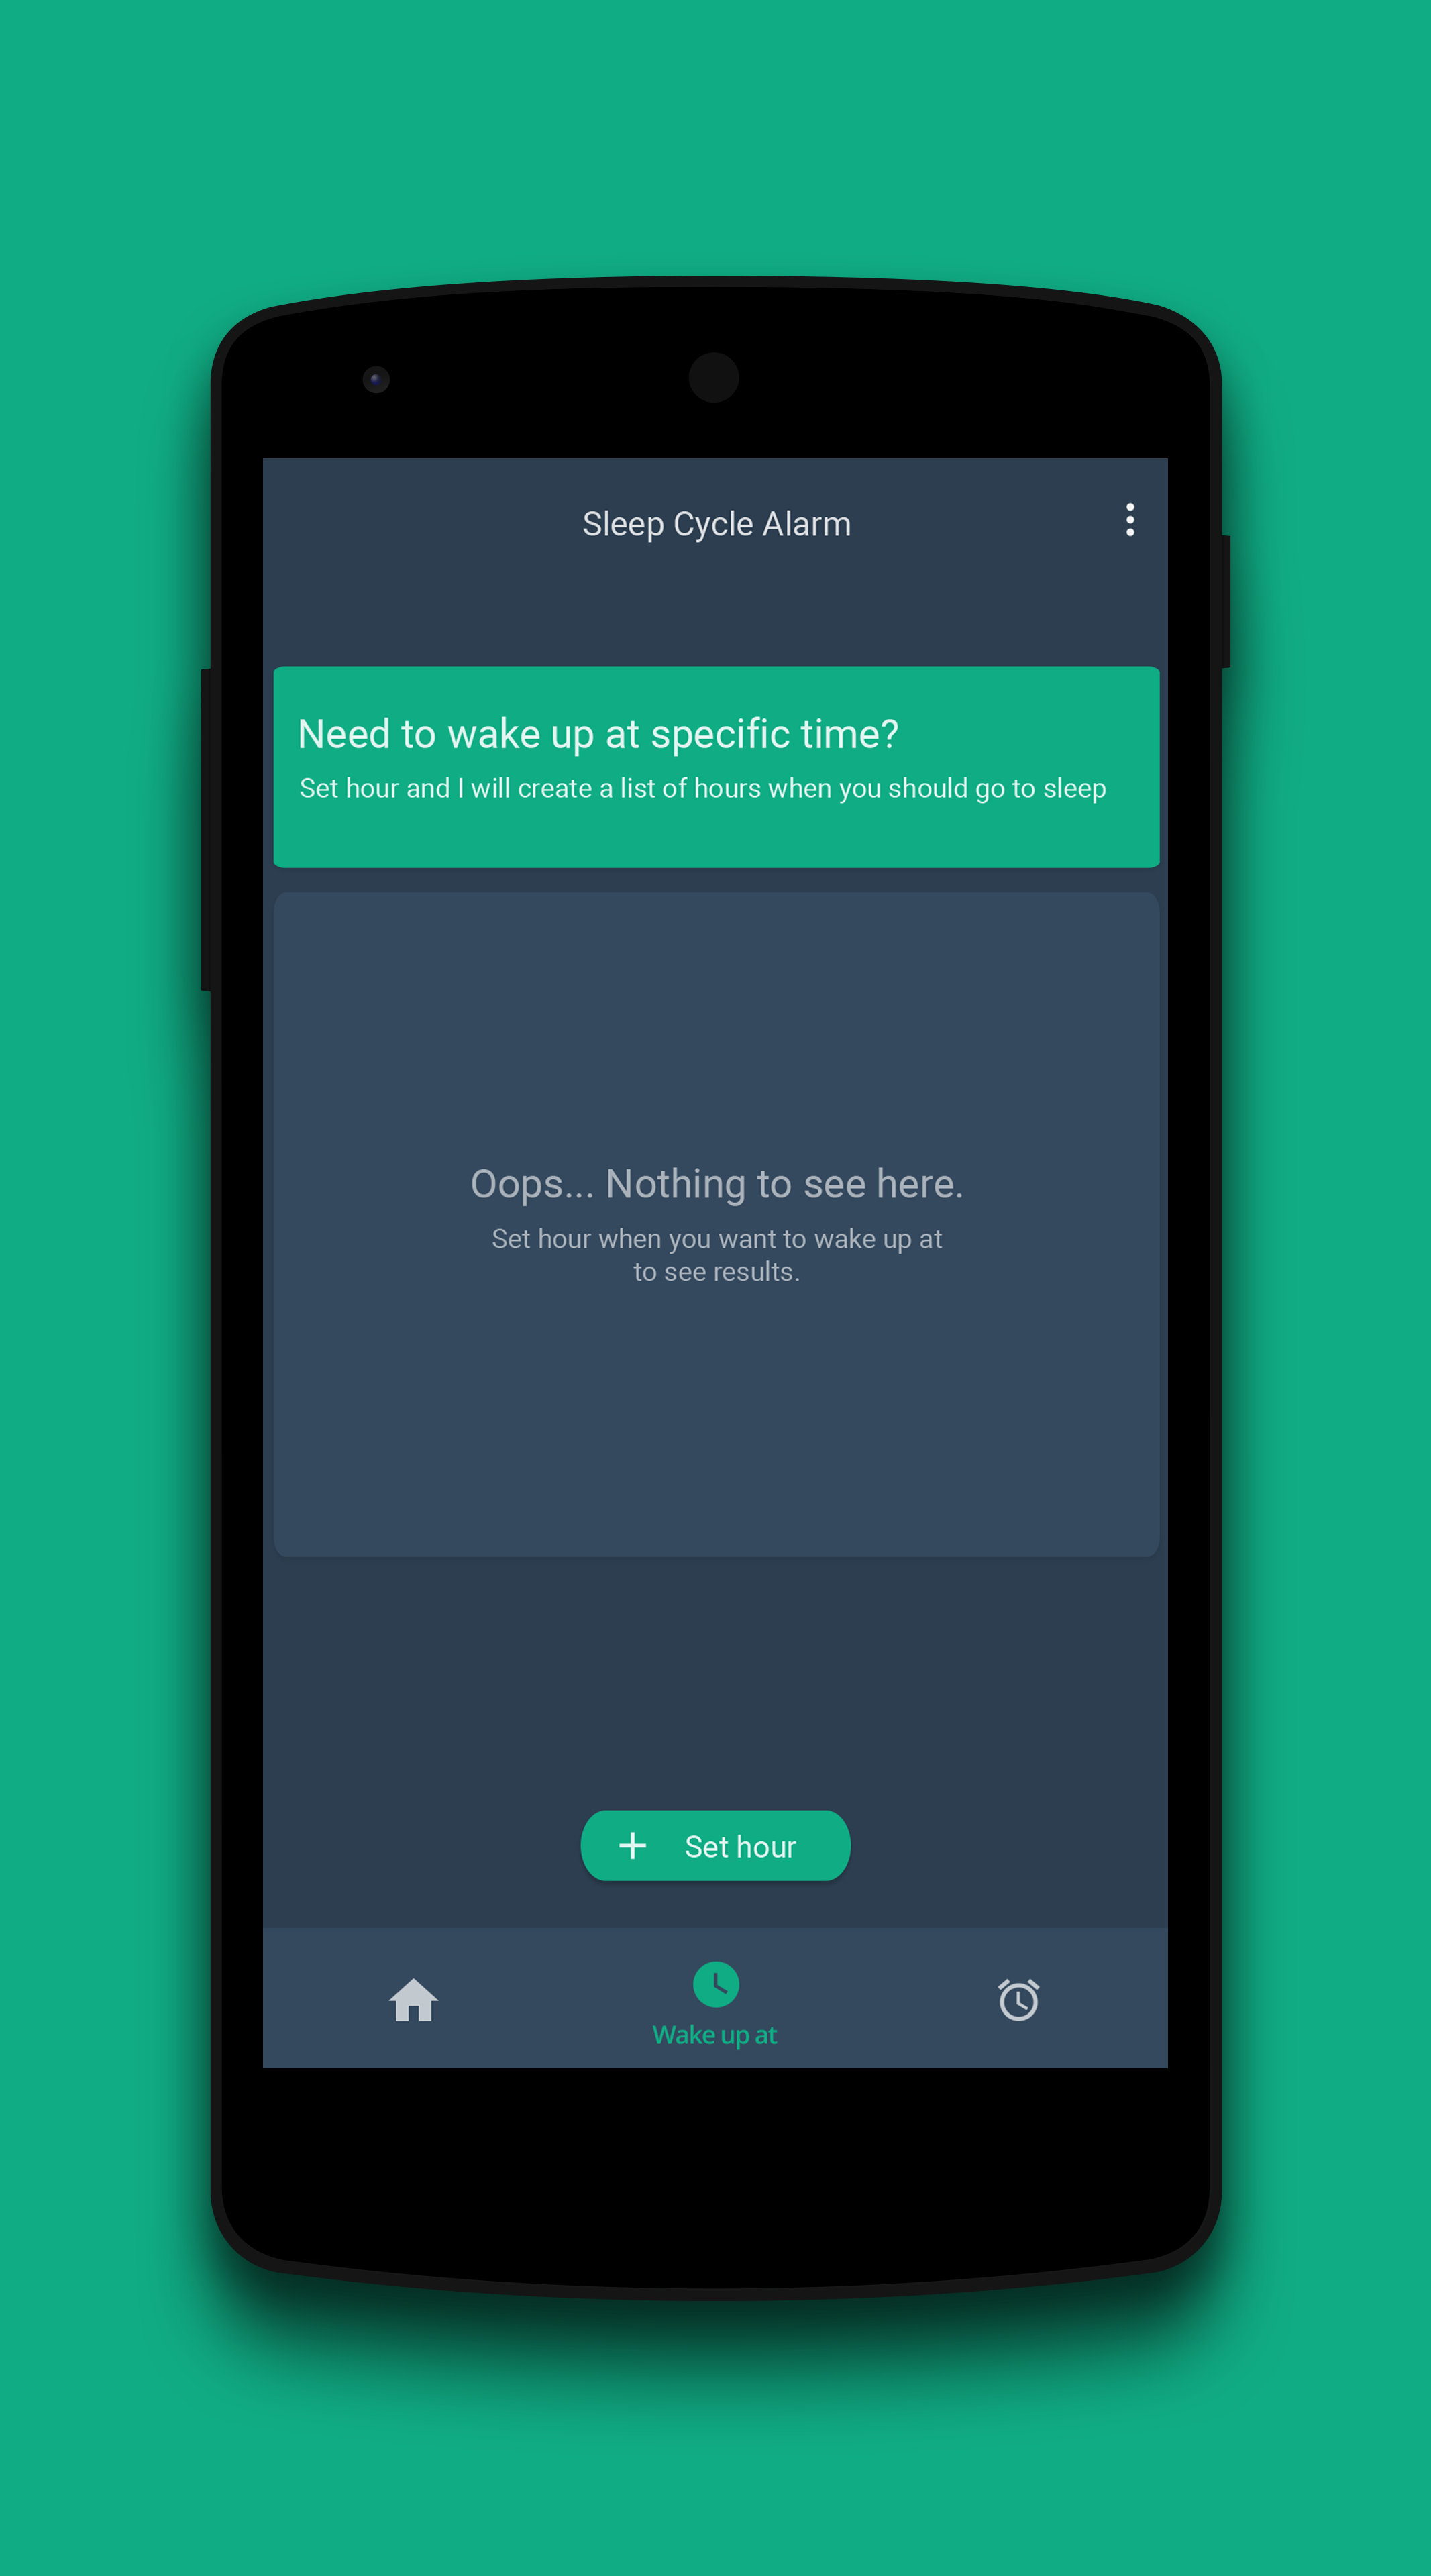 Sleep Cycle Alarm
Need to wake up at specific time?
Set hour and I will create a list of hours when you should go to sleep
Oops... Nothing to see here.
Set hour when you want to wake up at
to see results.
Set hour
Wake up at